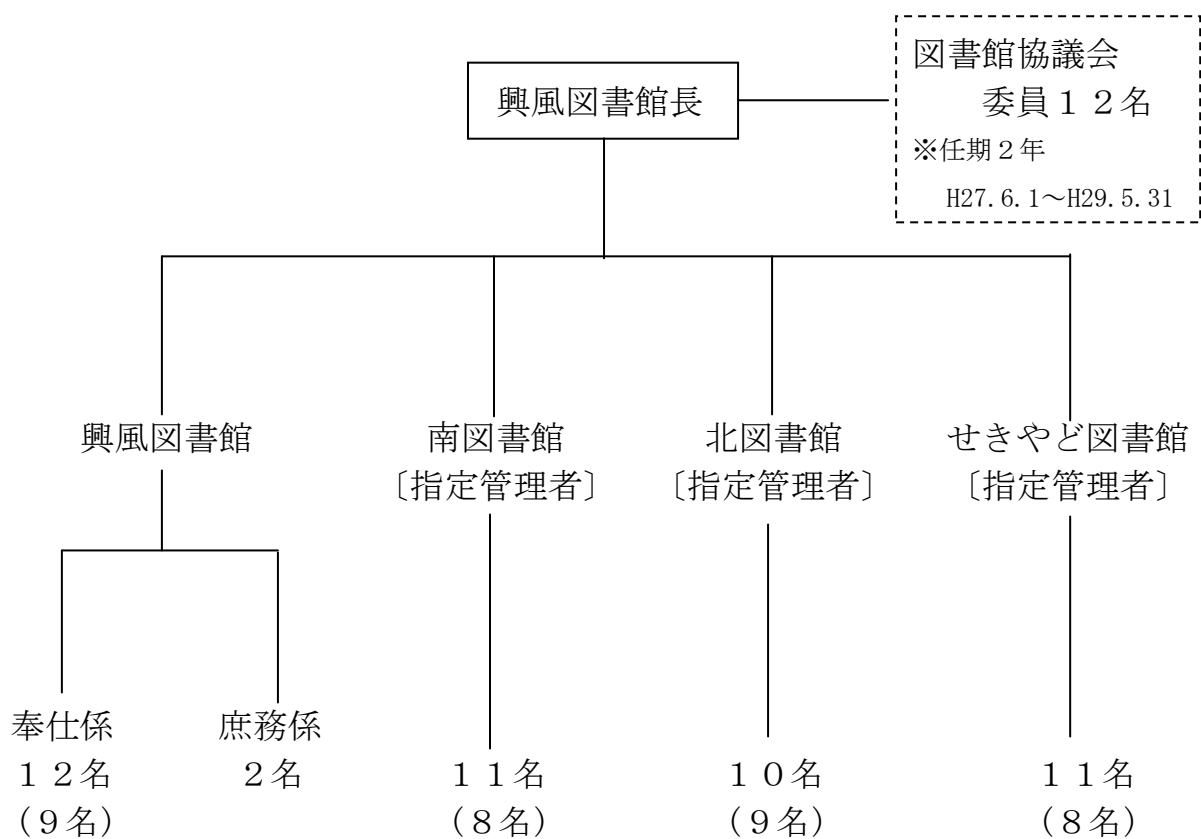 図書館協議会
委員１２名
※任期２年
H27.6.1～H29.5.31
興風図書館長
興風図書館
南図書館
〔指定管理者〕
北図書館
〔指定管理者〕
せきやど図書館
〔指定管理者〕
奉仕係
１２名
（９名）
庶務係
２名
１１名
（８名）
１０名
（９名）
１１名
（８名）